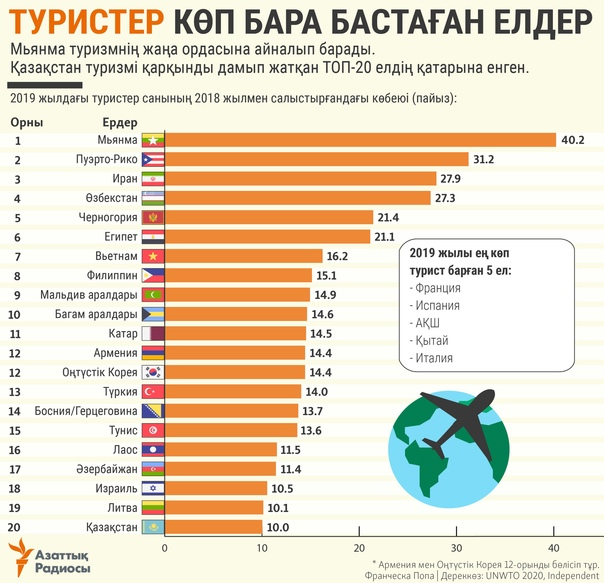 ТУРИСТЕР КӨП БАРА БАСТАҒАН ЕЛДЕР
Мьянма туризмнің жаңа ордасына айналып барады.
Қазақстан туризмі қарқынды дамып жатқан ТОП-20 елдің қатарына енген.
2019 жылдағы туристер санының 2018 жылмен салыстырғандағы көбеюі (пайыз):
Орны Ердер
1 Мьянма 40.2
2 Пуэрто-Рико 31.2
3 Иран 27.9
4 Өзбекстан 27.3
5 Черногория 21.4
6 Египет 21.1
7 Вьетнам 16.2
8 Филиппин 15.1
9 Мальдив аралдары 14.9
10 Багам аралдары 14.6
11 Катар 14.5
12 Армения 14.4
12 Оңтүстік Корея 14.4
13 Түркия 14.0
14 Босния/Герцеговина 13.7
15 Тунис 13.6
16 Лаос 11.5
17 Әзербайжан 11.4
18 Израиль 10.5
19 Литва 10.1
20 Қазақстан 10.0
0 10 20 30 40
2019 жылы ең көп
турист барған 5 ел:
- Франция
- Испания
- АҚШ
- Қытай
- Италия
Азаттық
Радиосы
* Армения мен Оңтүстік Корея 12-орынды бөлісіп тұр.
Франческа Попа | Дереккөз: UNWTO 2020, Independent